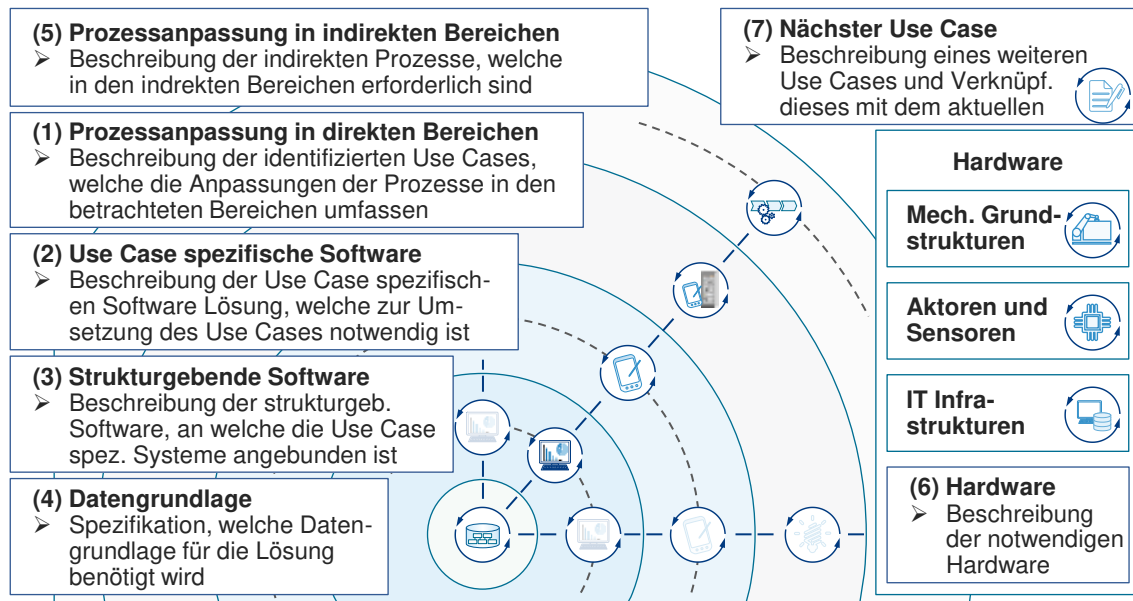 (5) Prozessanpassung in indirekten Bereichen
➢ Beschreibung der indirekten Prozesse, welche
in den indrekten Bereichen erforderlich sind
(1) Prozessanpassung in direkten Bereichen
➢ Beschreibung der identifizierten Use Cases,
welche die Anpassungen der Prozesse in den
betrachteten Bereichen umfassen
(2) Use Case spezifische Software
➢ Beschreibung der Use Case spezifisch-
en Software Lösung, welche zur Um-
setzung des Use Cases notwendig ist
(3) Strukturgebende Software
➢ Beschreibung der strukturgeb.
Software, an welche die Use Case
spez. Systeme angebunden ist
(4) Datengrundlage
➢ Spezifikation, welche Daten-
grundlage für die Lösung
benötigt wird
(7) Nächster Use Case
➢ Beschreibung eines weiteren
Use Cases und Verknüpf.
dieses mit dem aktuellen
Hardware
Mech. Grund-
strukturen
Aktoren und
Sensoren
IT Infra-
strukturen
(6) Hardware
➢ Beschreibung
der notwendigen
Hardware